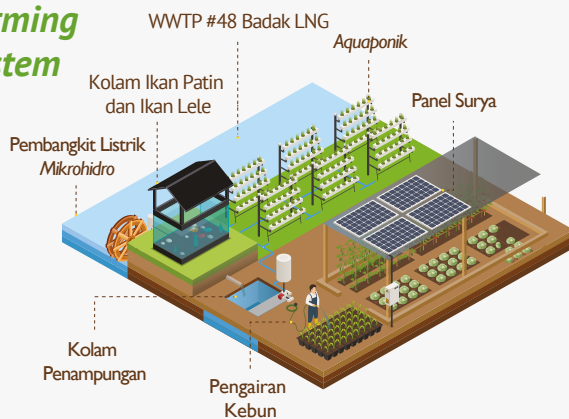 rming
stem
WWTP #48 Badak LNG
Aquaponik
Kolam Ikan Patin
dan Ikan Lele
Panel Surya
Pembangkit Listrik
Mikrohidro
Kolam
Penampungan
Pengairan
Kebun